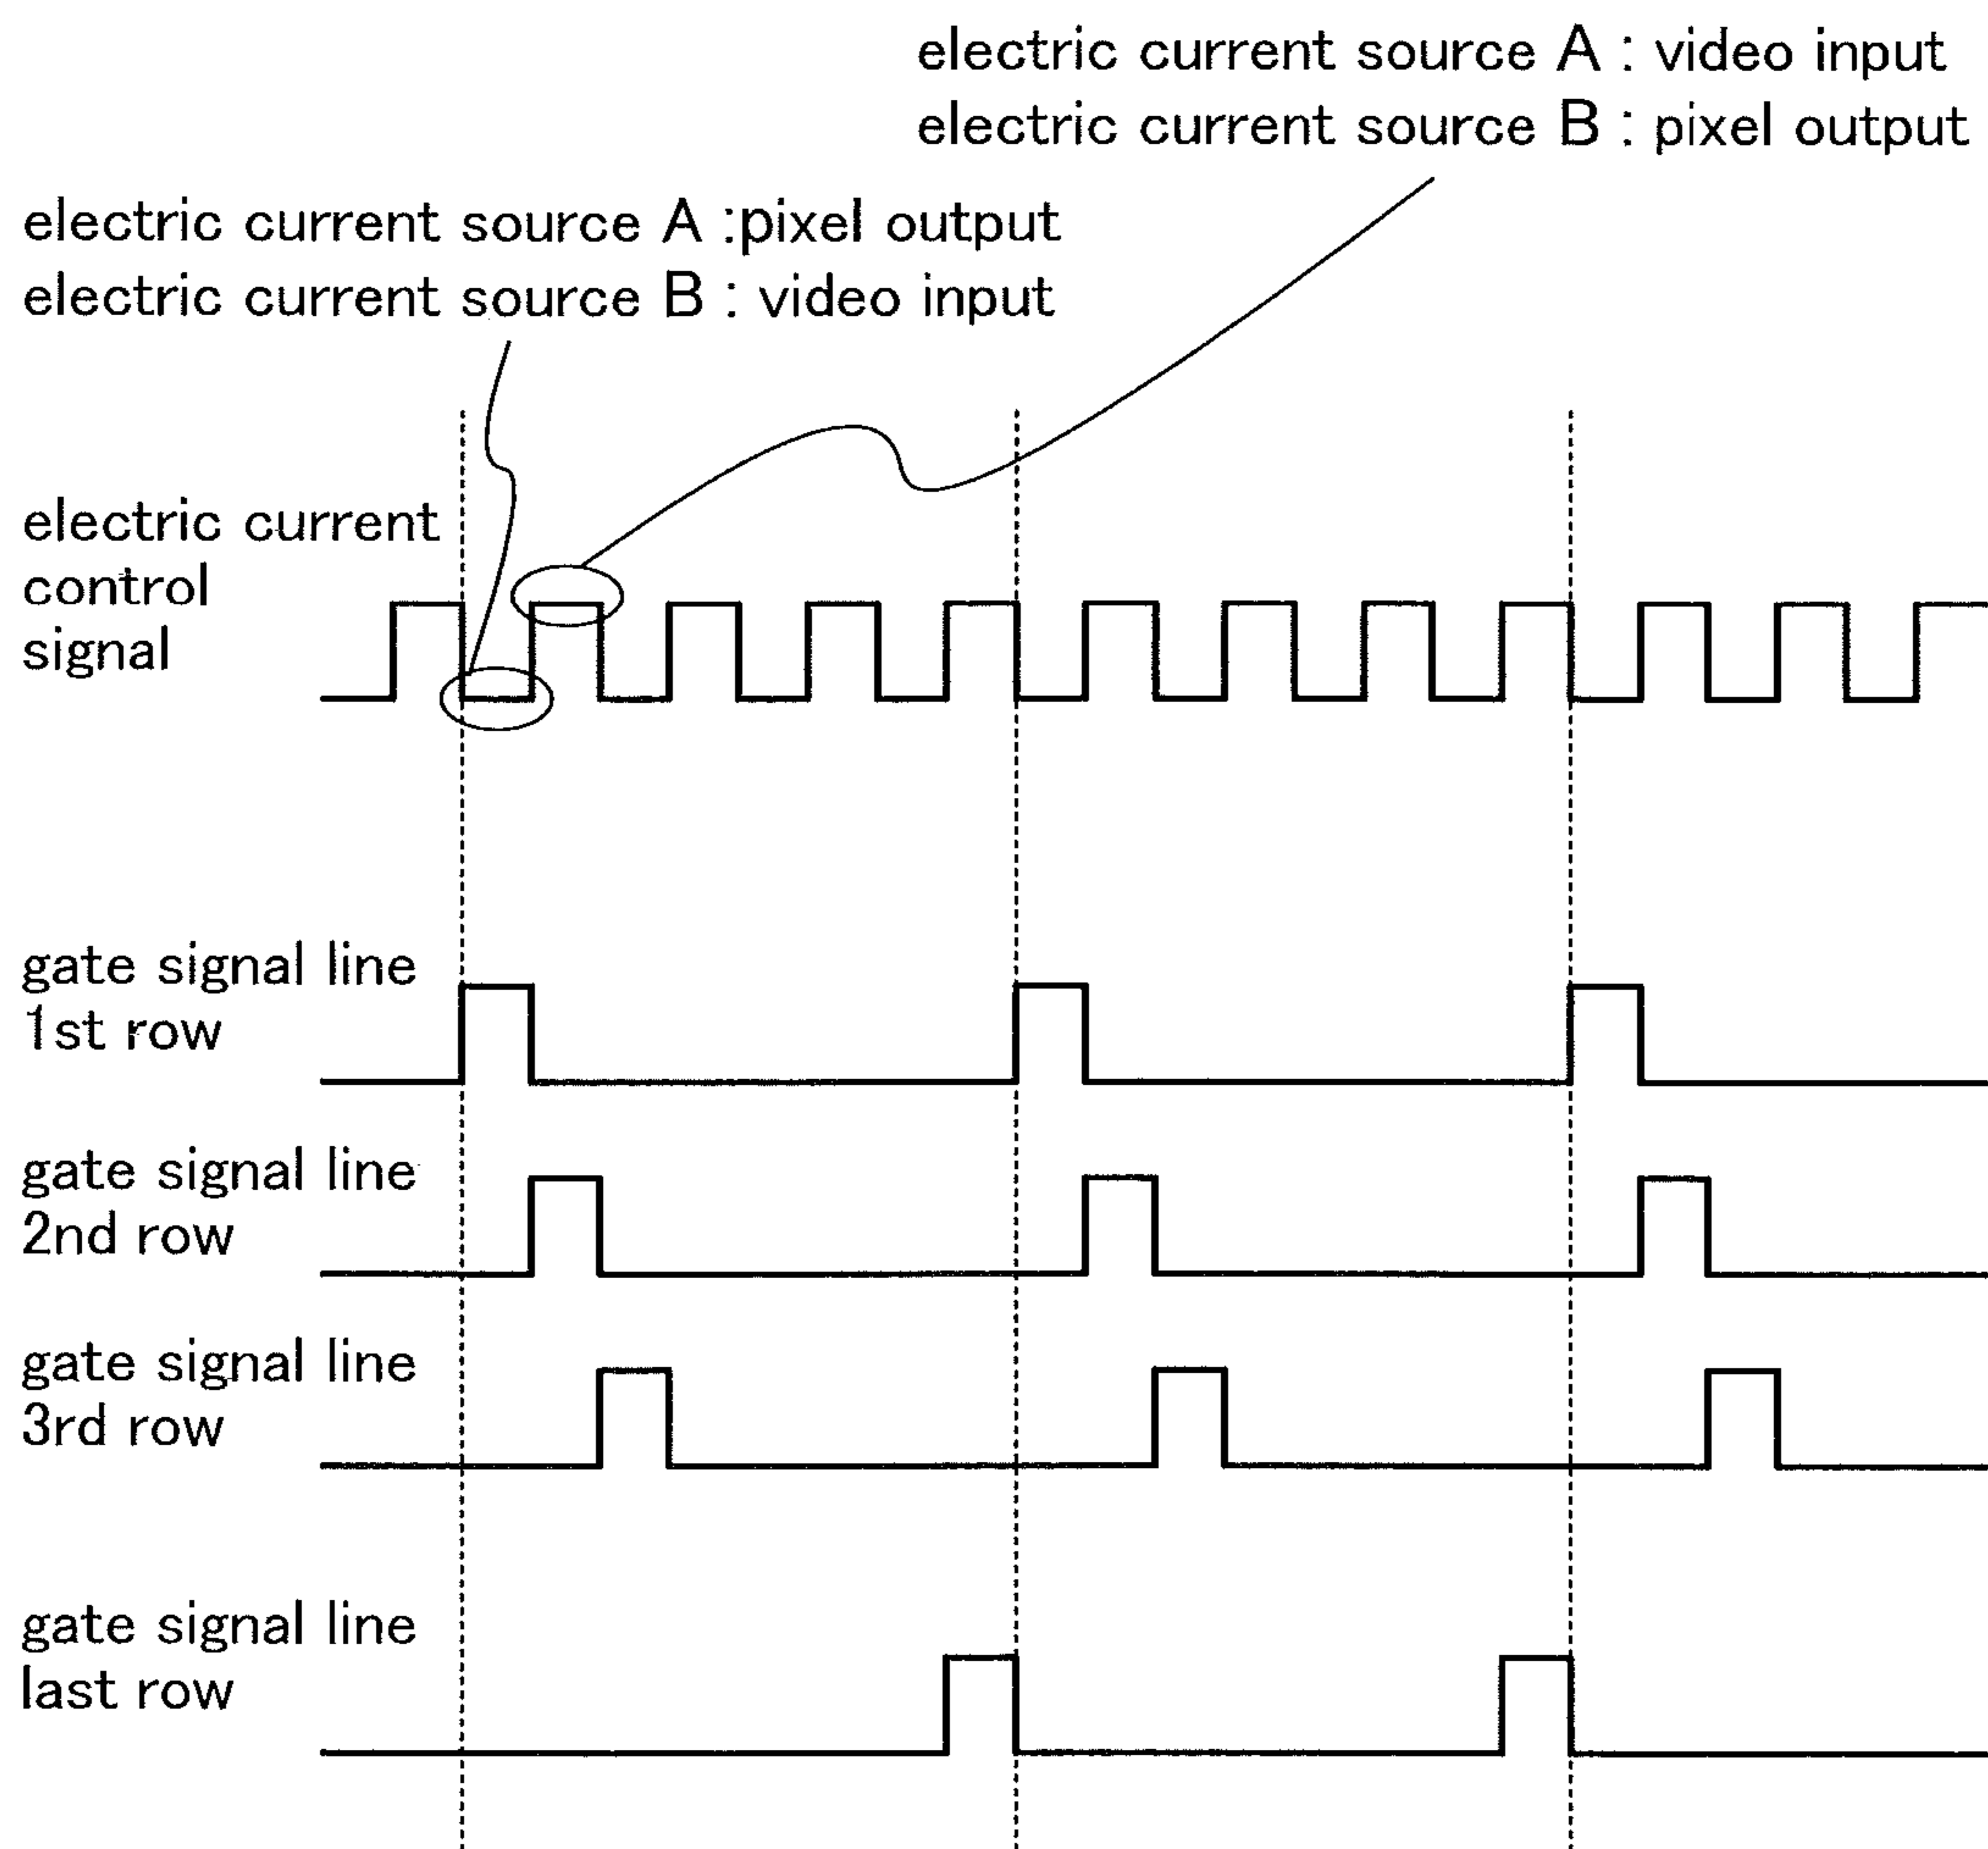 electric current source A : video input
electric current source B : pixel output
electric current source A :pixel output
electric current source B : video input
electric current
control
signal
gate signal line
1st row
gate signal line
2nd row
gate signal line
3rd row
gate signal line
last row